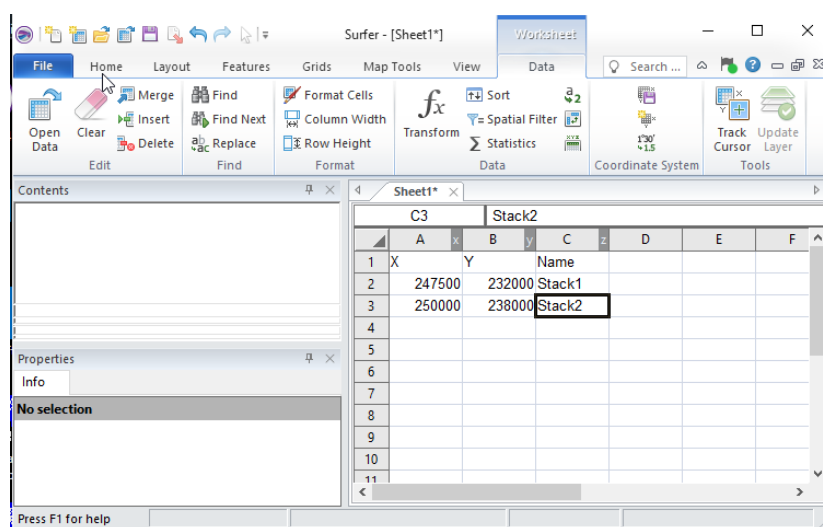 Surfer - [Sheet1*]
Worksheet
File Home Layout Features Grids Map Tools View Data Search ...
Merge Find Format Cells Sort
Insert Find Next Column Width Spatial Filter
Open Data Clear Delete Replace Row Height Transform Statistics Track Cursor Update Layer
Edit Find Format Data Coordinate System Tools
Contents
Sheet1*
C3 Stack2
A x B y C z D E F
1 X Y Name
2 247500 232000 Stack1
3 250000 238000 Stack2
4
5
6
7
8
9
10
11
Properties
Info
No selection
Press F1 for help